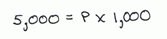 5,000 = P x 1,000